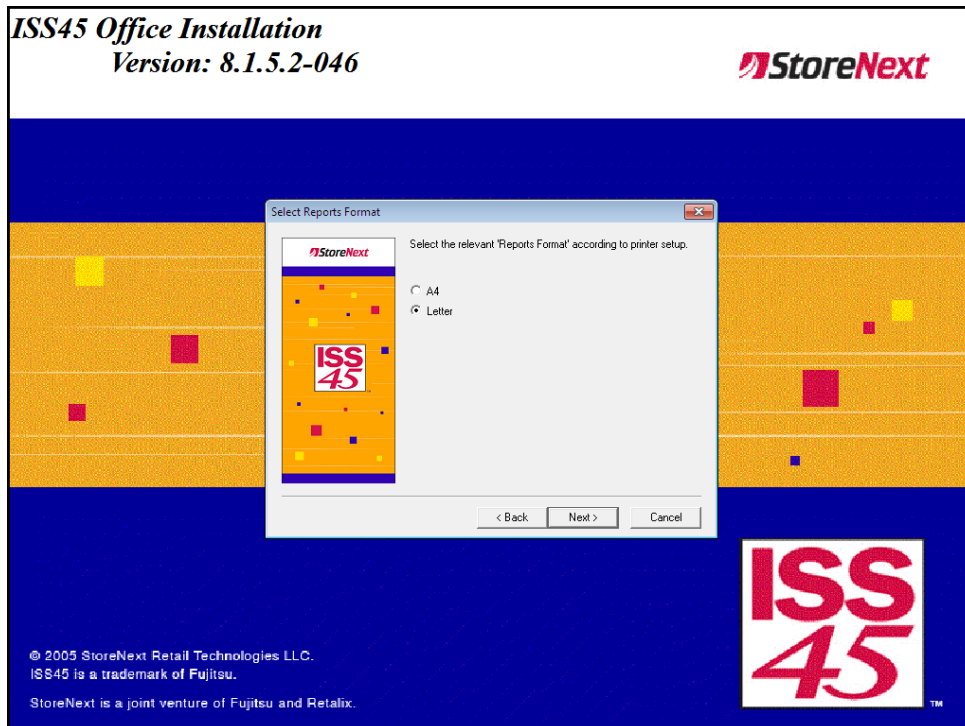 ISS45 Office Installation
Version: 8.1.5.2-046
StoreNext
Select Reports Format
StoreNext
Select the relevant 'Reports Format' according to printer setup.
A4
Letter
ISS
45
< Back
Next >
Cancel
ISS
45
TM
© 2005 StoreNext Retail Technologies LLC.
ISS45 is a trademark of Fujitsu.
StoreNext is a joint venture of Fujitsu and Retalix.